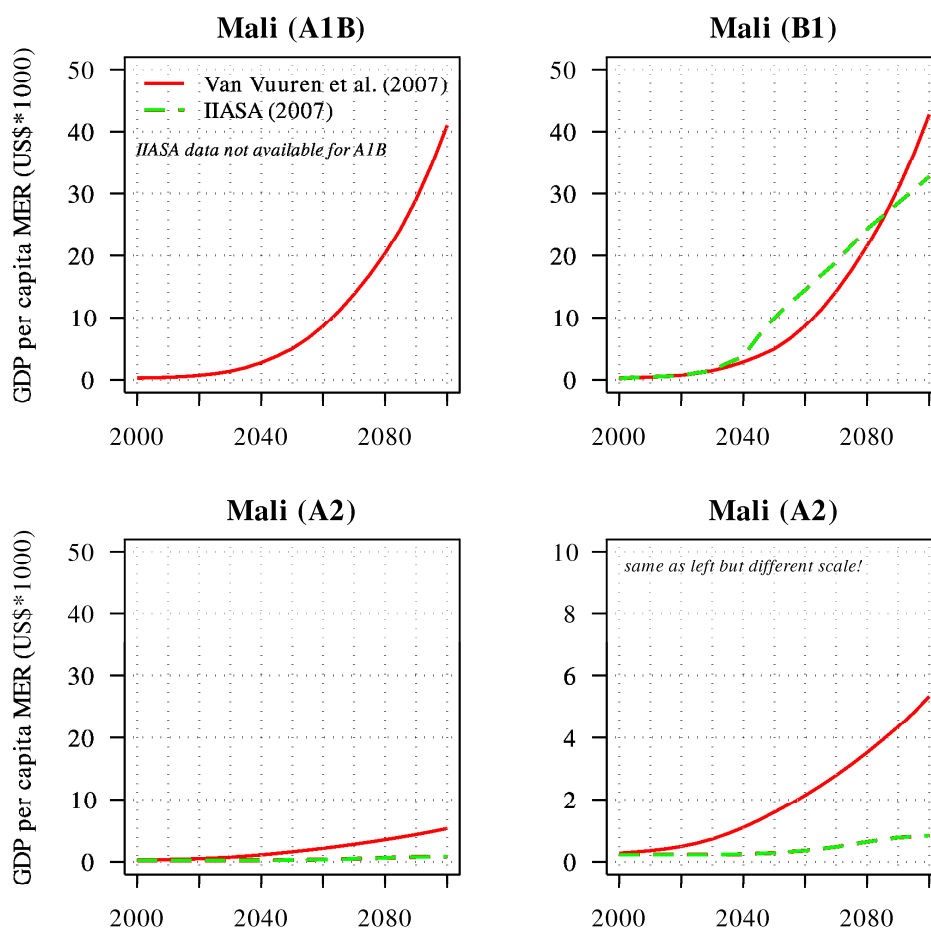 Mali (A1B)
GDP per capita MER (US$*1000)
50
40
30
20
10
0
Van Vuuren et al. (2007)
IIASA (2007)
IIASA data not available for A1B
2000 2040 2080
Mali (B1)
50
40
30
20
10
0
2000 2040 2080
Mali (A2)
GDP per capita MER (US$*1000)
50
40
30
20
10
0
2000 2040 2080
Mali (A2)
10
8
6
4
2
0
same as left but different scale!
2000 2040 2080